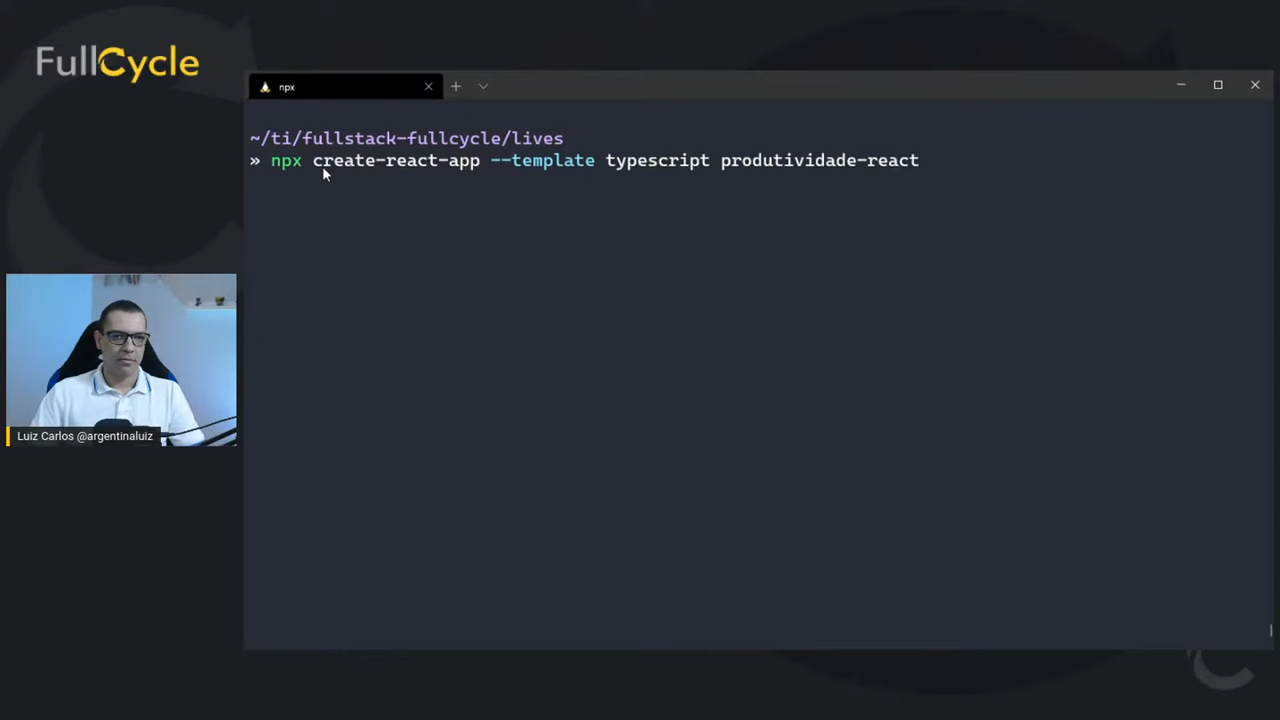 FullCycle
npx
~/ti/fullstack-fullcycle/lives
» npx create-react-app --template typescript produtividade-react
Luiz Carlos @argentinaluiz